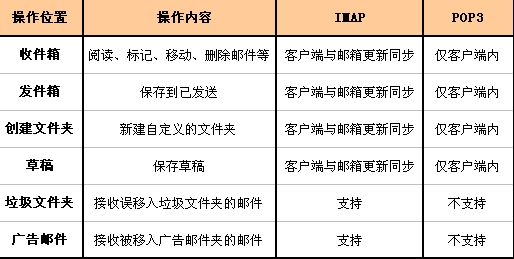 操作位置 操作内容 IMAP POP3
收件箱 阅读、标记、移动、删除邮件等 客户端与邮箱更新同步 仅客户端内
发件箱 保存到已发送 客户端与邮箱更新同步 仅客户端内
创建文件夹 新建自定义的文件夹 客户端与邮箱更新同步 仅客户端内
草稿 保存草稿 客户端与邮箱更新同步 仅客户端内
垃圾文件夹 接收误移入垃圾文件夹的邮件 支持 不支持
广告邮件 接收被移入广告邮件夹的邮件 支持 不支持